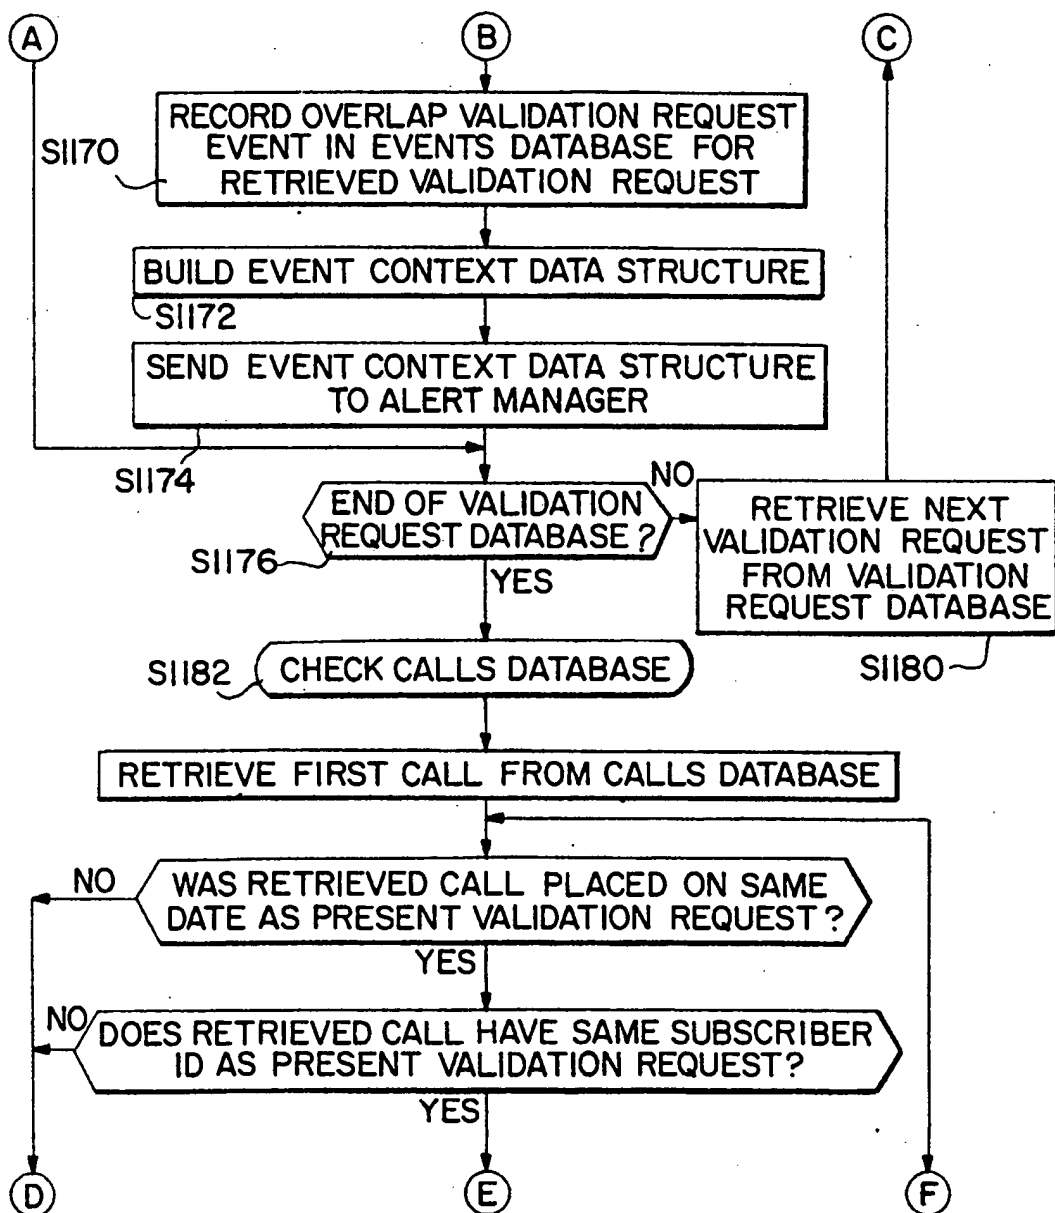 A
B
C
RECORD OVERLAP VALIDATION REQUEST
EVENT IN EVENTS DATABASE FOR
RETRIEVED VALIDATION REQUEST
S1170
BUILD EVENT CONTEXT DATA STRUCTURE
S1172
SEND EVENT CONTEXT DATA STRUCTURE
TO ALERT MANAGER
S1174
END OF VALIDATION
REQUEST DATABASE?
S1176
NO
YES
RETRIEVE NEXT
VALIDATION REQUEST
FROM VALIDATION
REQUEST DATABASE
S1180
CHECK CALLS DATABASE
S1182
RETRIEVE FIRST CALL FROM CALLS DATABASE
WAS RETRIEVED CALL PLACED ON SAME
DATE AS PRESENT VALIDATION REQUEST?
NO
YES
DOES RETRIEVED CALL HAVE SAME SUBSCRIBER
ID AS PRESENT VALIDATION REQUEST?
NO
YES
D
E
F